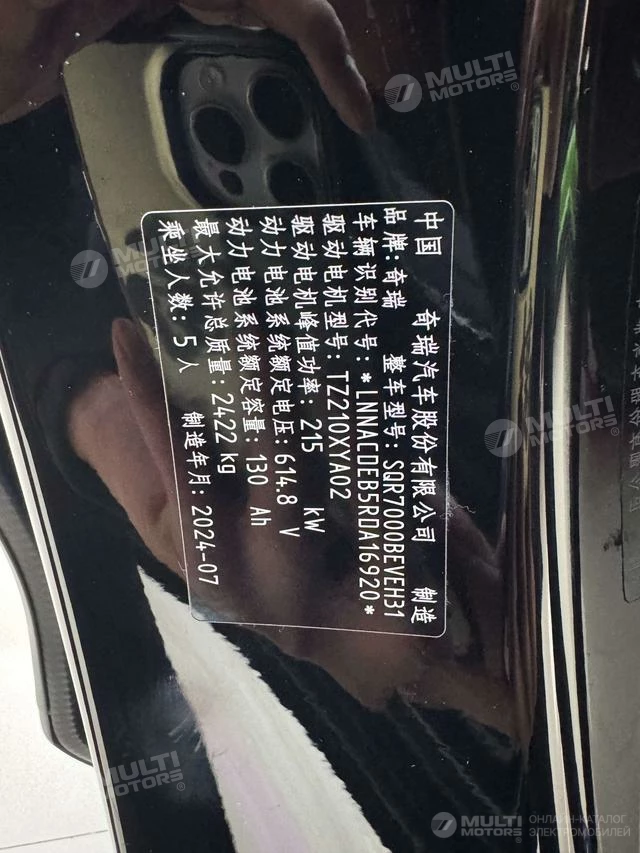 中国 奇瑞汽车股份有限公司 制造
品牌:奇瑞 整车型号:SQR7000BEVEH31
车辆识别代号:*LNNALDEB5RDA16920*
驱动电机型号:TZ210XYA02
驱动电机峰值功率:215 kW
动力电池系统额定电压:614.8 V
动力电池系统额定容量:130 Ah
最大允许总质量:2422 kg
乘坐人数:5人 制造年月:2024-07
MULTI MOTORS®
MULTI MOTORS®
MULTI MOTORS®
MULTI MOTORS®
MULTI MOTORS® ОНЛАЙН-КАТАЛОГ ЭЛЕКТРОМОБИЛЕЙ